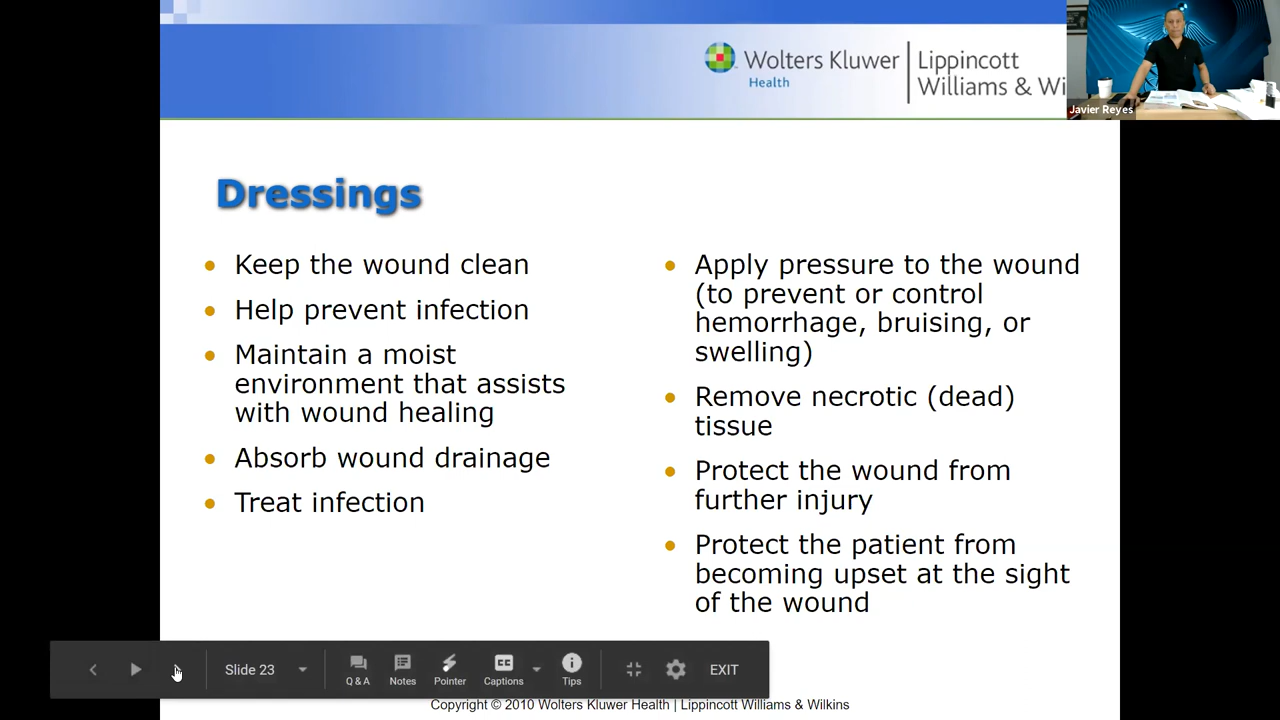 Wolters Kluwer
Health
Lippincott
Williams & Wi
Javier Reyes
Dressings
Keep the wound clean
Help prevent infection
Maintain a moist
environment that assists
with wound healing
Absorb wound drainage
Treat infection
Apply pressure to the wound
(to prevent or control
hemorrhage, bruising, or
swelling)
Remove necrotic (dead)
tissue
Protect the wound from
further injury
Protect the patient from
becoming upset at the sight
of the wound
Slide 23
Q & A
Notes
Pointer
CC
Captions
Tips
EXIT
Copyright © 2010 Wolters Kluwer Health | Lippincott Williams & Wilkins